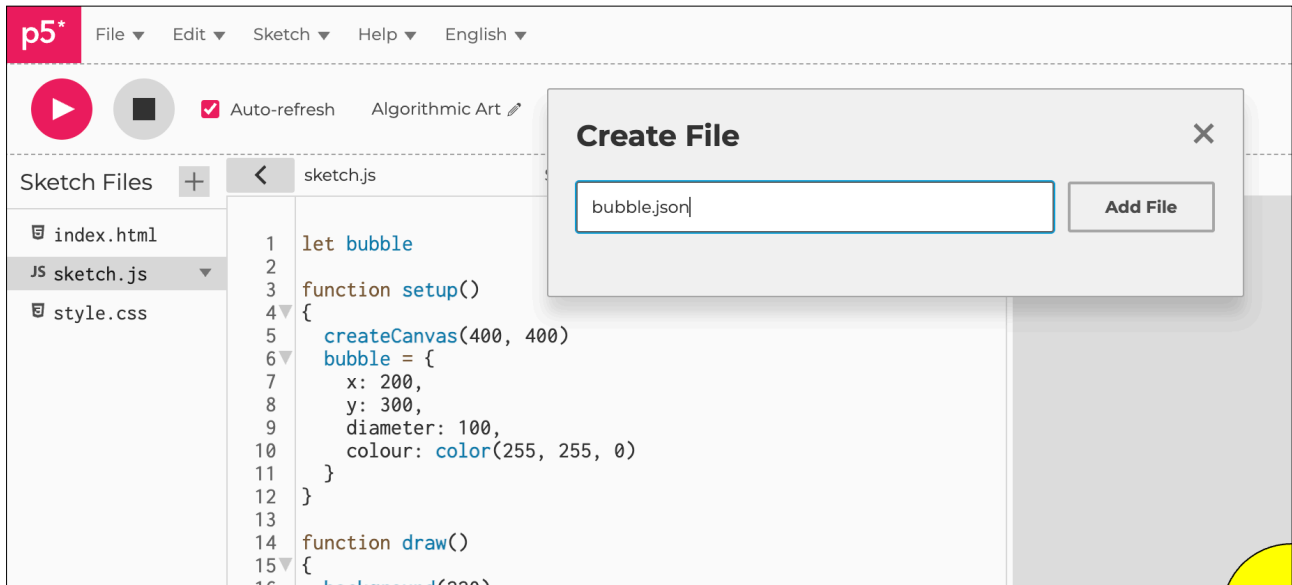 p5*
File Edit Sketch Help English
Auto-refresh Algorithmic Art
Create File
bubble.json
Add File
Sketch Files
index.html
JS sketch.js
style.css
sketch.js
1 let bubble
2
3 function setup()
4 {
5 createCanvas(400, 400)
6 bubble = {
7 x: 200,
8 y: 300,
9 diameter: 100,
10 colour: color(255, 255, 0)
11 }
12 }
13
14 function draw()
15 {